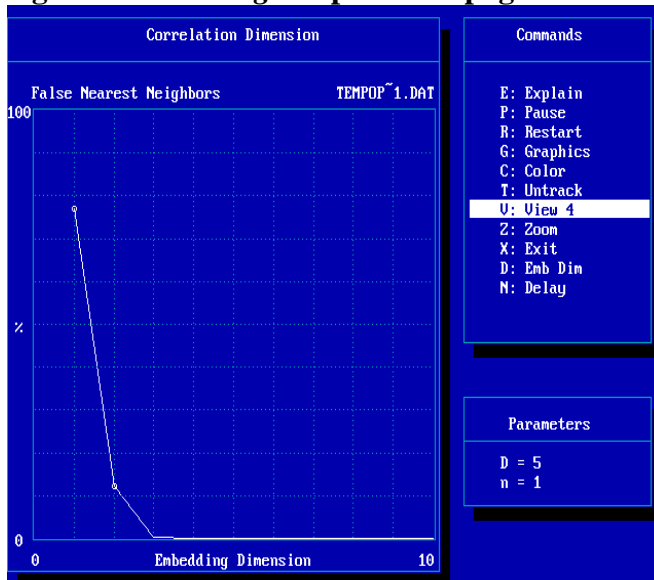 Correlation Dimension
False Nearest Neighbors TEMPOP~1.DAT
100
%
0
0 Embedding Dimension 10
Commands
E: Explain
P: Pause
R: Restart
G: Graphics
C: Color
T: Untrack
V: View 4
Z: Zoom
X: Exit
D: Emb Dim
N: Delay
Parameters
D = 5
n = 1